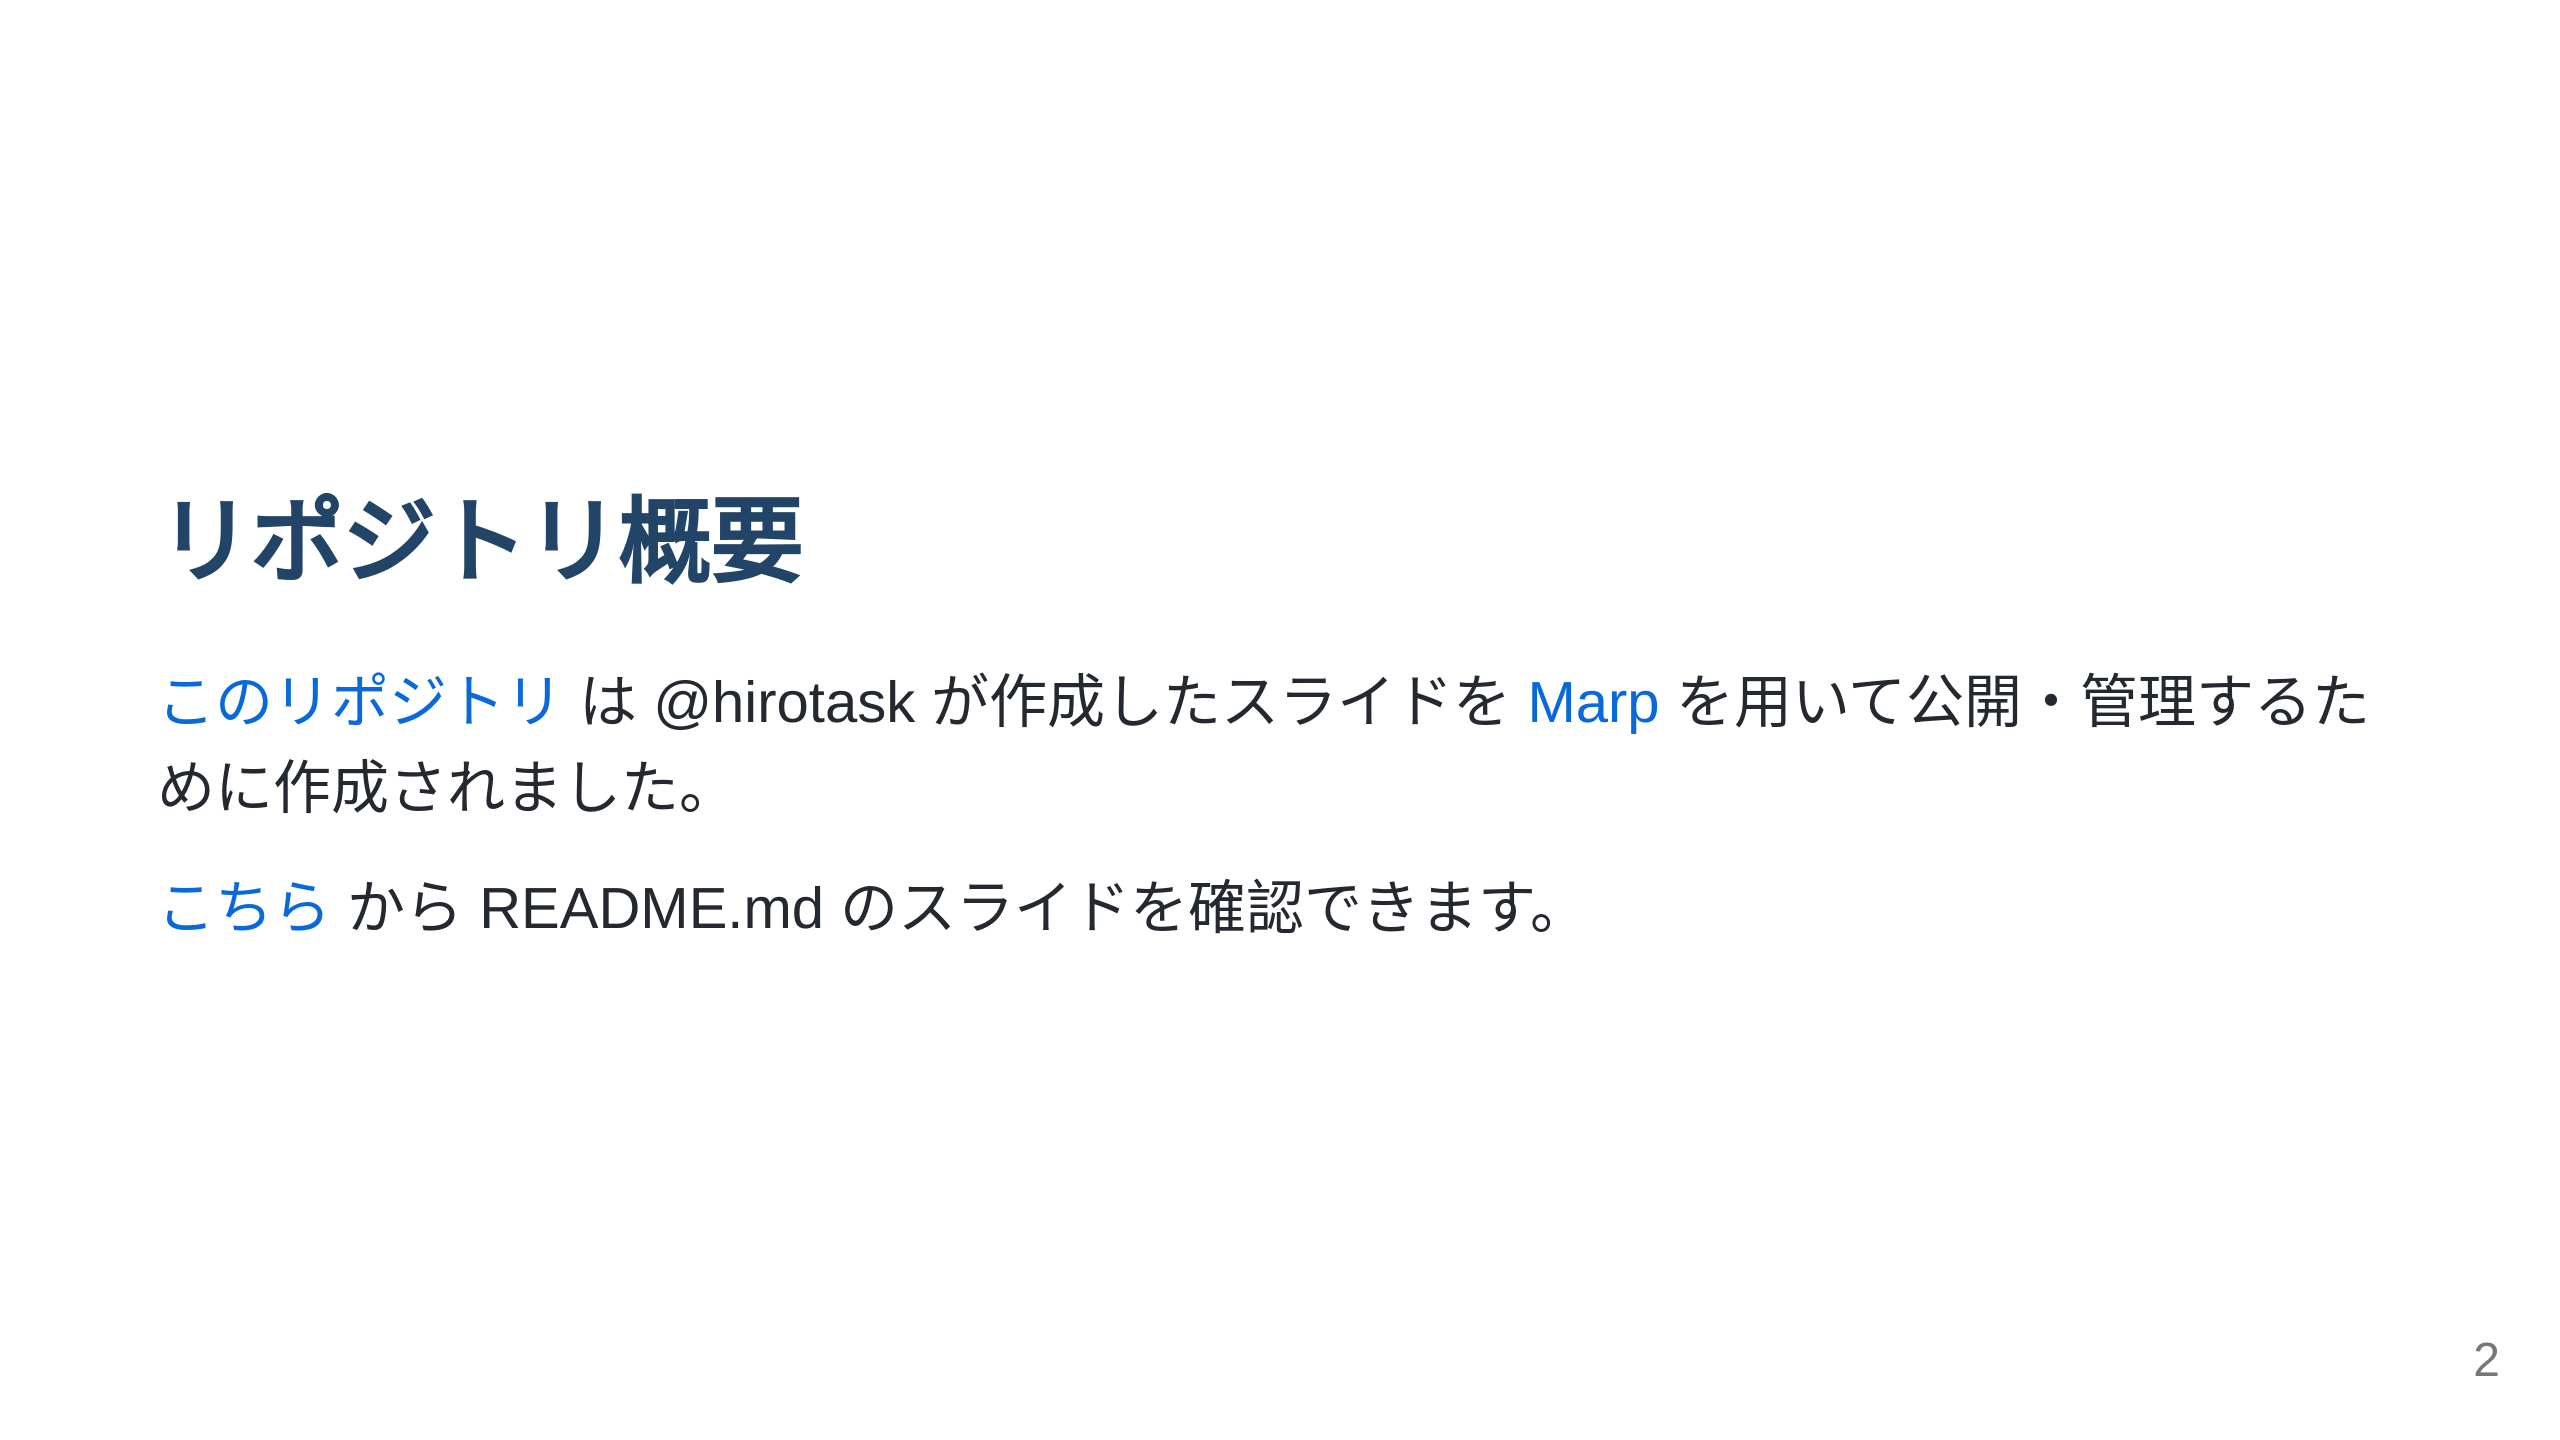 リポジトリ概要
このリポジトリ は @hirotask が作成したスライドを Marp を用いて公開・管理するた
めに作成されました。
こちら から README.md のスライドを確認できます。
2